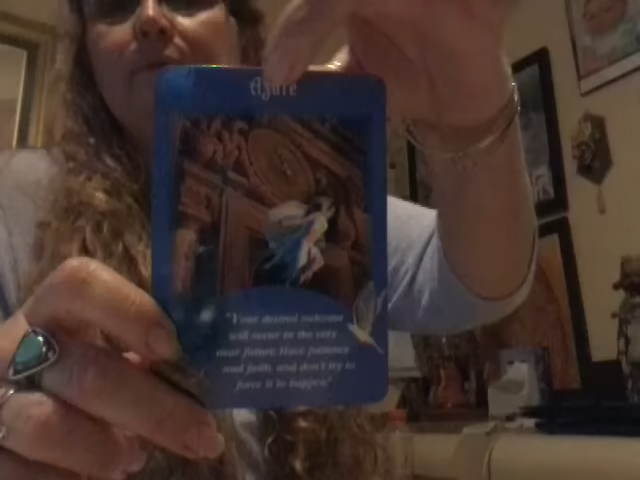 Azure
"Your desired outcome
will occur in the very
near future. Have patience
and faith, and don't try to
force it to happen"